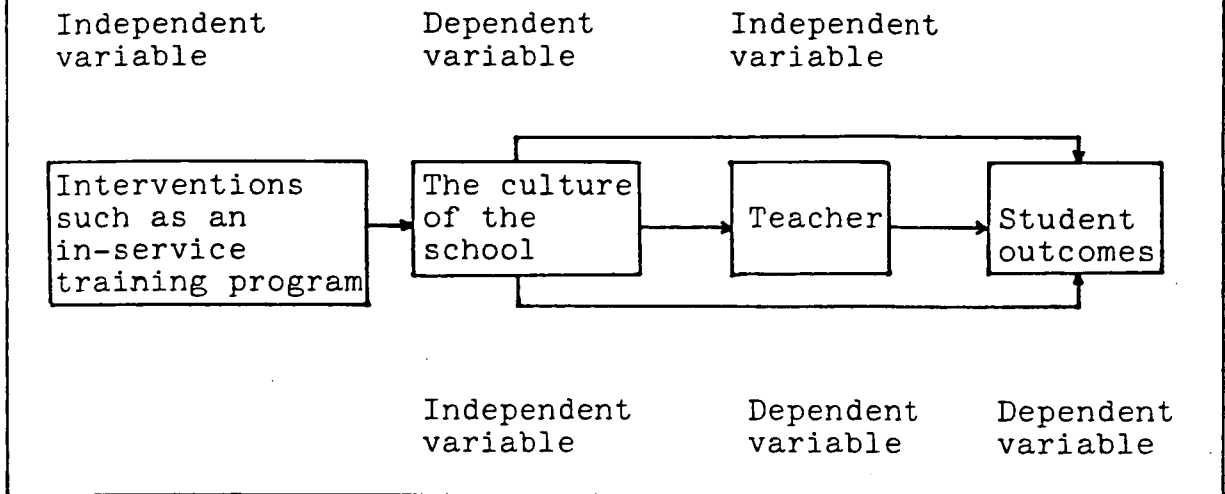 Independent variable
Dependent variable
Independent variable
Interventions
such as an
in-service
training program
The culture
of the
school
Teacher
Student
outcomes
Independent
variable
Dependent
variable
Dependent
variable